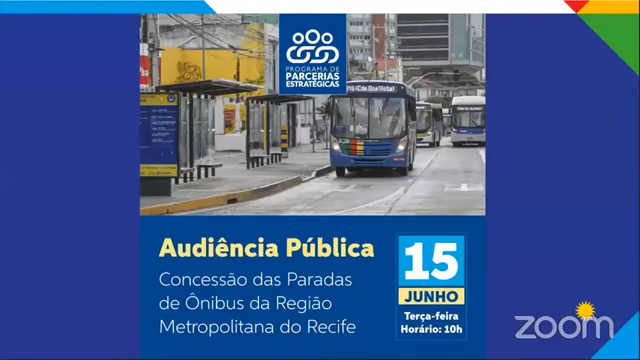 PROGRAMA DE
PARCERIAS
ESTRATÉGICAS
Audiência Pública
Concessão das Paradas
de Ônibus da Região
Metropolitana do Recife
15
JUNHO
Terça-feira
Horário: 10h
zoom